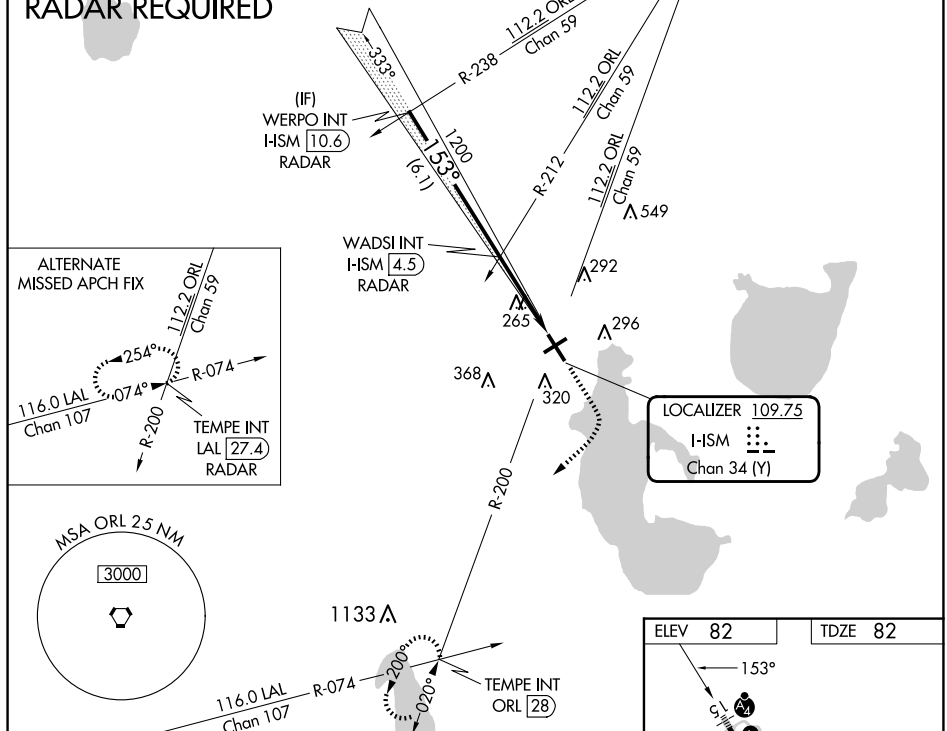 RADAR REQUIRED
112.2 ORL
Chan 59
R-238
333°
(IF)
WERPO INT
I-ISM 10.6
RADAR
1200
153°
(6.1)
112.2 ORL
Chan 59
R-212
112.2 ORL
Chan 59
549
WADSI INT
I-ISM 4.5
RADAR
292
265
296
368
320
ALTERNATE
MISSED APCH FIX
112.2 ORL
Chan 59
254°
074°
R-074
116.0 LAL
Chan 107
R-200
TEMPE INT
LAL 27.4
RADAR
LOCALIZER 109.75
I-ISM
Chan 34 (Y)
R-200
MSA ORL 25 NM
3000
1133
200°
020°
116.0 LAL
Chan 107
R-074
TEMPE INT
ORL 28
ELEV 82
TDZE 82
153°
15
A4